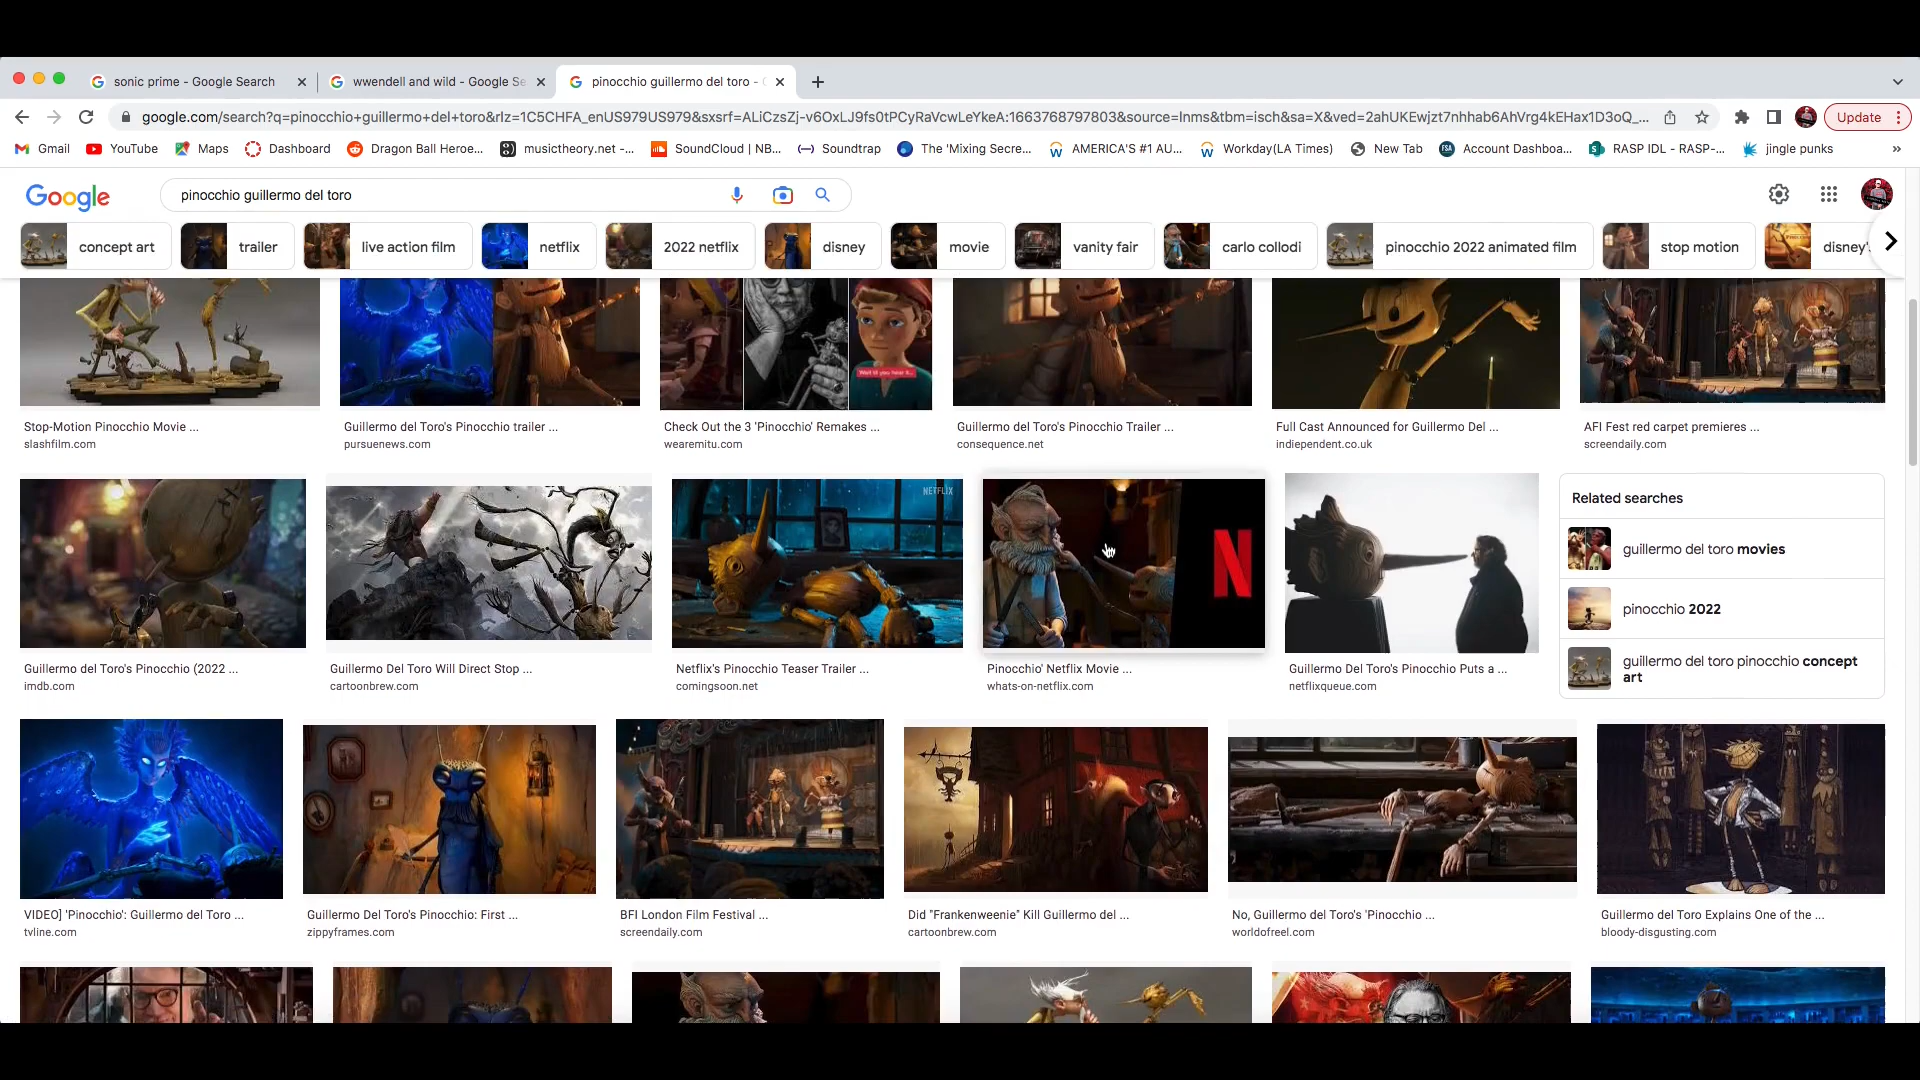 sonic prime - Google Search
wwendell and wild - Google Se
pinocchio guillermo del toro -
google.com/search?q=pinocchio+guillermo+del+toro&rlz=1C5CHFA_enUS979US979&sxsrf=ALiCzsZj-v6OxLJ9fs0tPCyRaVcwLeYkeA:1663768797803&source=lnms&tbm=isch&sa=X&ved=2ahUKEwjzt7nhhab6AhVrg4kEHax1D3oQ_...
Update
Gmail
YouTube
Maps
Dashboard
Dragon Ball Heroe...
musictheory.net -...
SoundCloud | NB...
Soundtrap
The 'Mixing Secre...
AMERICA'S #1 AU...
Workday(LA Times)
New Tab
Account Dashboa...
RASP IDL - RASP-...
jingle punks
»
Google
pinocchio guillermo del toro
concept art
trailer
live action film
netflix
2022 netflix
disney
movie
vanity fair
carlo collodi
pinocchio 2022 animated film
stop motion
disney'
Stop-Motion Pinocchio Movie ...
slashfilm.com
Guillermo del Toro's Pinocchio trailer ...
pursuenews.com
Check Out the 3 'Pinocchio' Remakes ...
wearemitu.com
Guillermo del Toro's Pinocchio Trailer ...
consequence.net
Full Cast Announced for Guillermo Del ...
indiependent.co.uk
AFI Fest red carpet premieres ...
screendaily.com
NETFLIX
N
Guillermo del Toro's Pinocchio (2022 ...
imdb.com
Guillermo Del Toro Will Direct Stop ...
cartoonbrew.com
Netflix's Pinocchio Teaser Trailer ...
comingsoon.net
Pinocchio' Netflix Movie ...
whats-on-netflix.com
Guillermo Del Toro's Pinocchio Puts a ...
netflixqueue.com
Related searches
guillermo del toro movies
pinocchio 2022
guillermo del toro pinocchio concept
art
VIDEO] 'Pinocchio': Guillermo del Toro ...
tvline.com
Guillermo Del Toro's Pinocchio: First ...
zippyframes.com
BFI London Film Festival ...
screendaily.com
Did "Frankenweenie" Kill Guillermo del ...
cartoonbrew.com
No, Guillermo del Toro's 'Pinocchio ...
worldofreel.com
Guillermo del Toro Explains One of the ...
bloody-disgusting.com